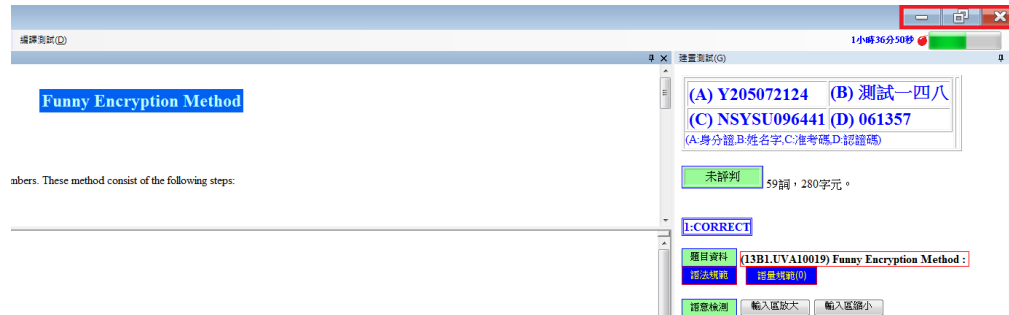 編譯測試(D)
1小時36分50秒
建置測試(G)
Funny Encryption Method
(A) Y205072124 (B) 測試一四八
(C) NSYSU096441 (D) 061357
(A:身分證,B:姓名字,C:准考碼,D:認證碼)
mbers. These method consist of the following steps:
未評判 59詞，280字元。
1:CORRECT
題目資料 (13B1.UVA10019) Funny Encryption Method :
語法規範 語量規範(0)
語意檢測 輸入區放大 輸入區縮小